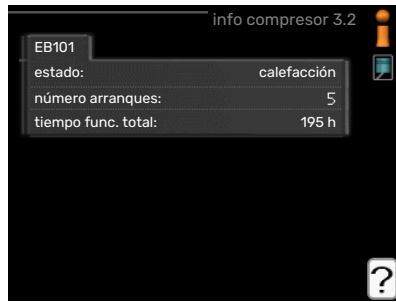 info compresor 3.2
EB101
estado: calefacción
número arranques: 5
tiempo func. total: 195 h
?